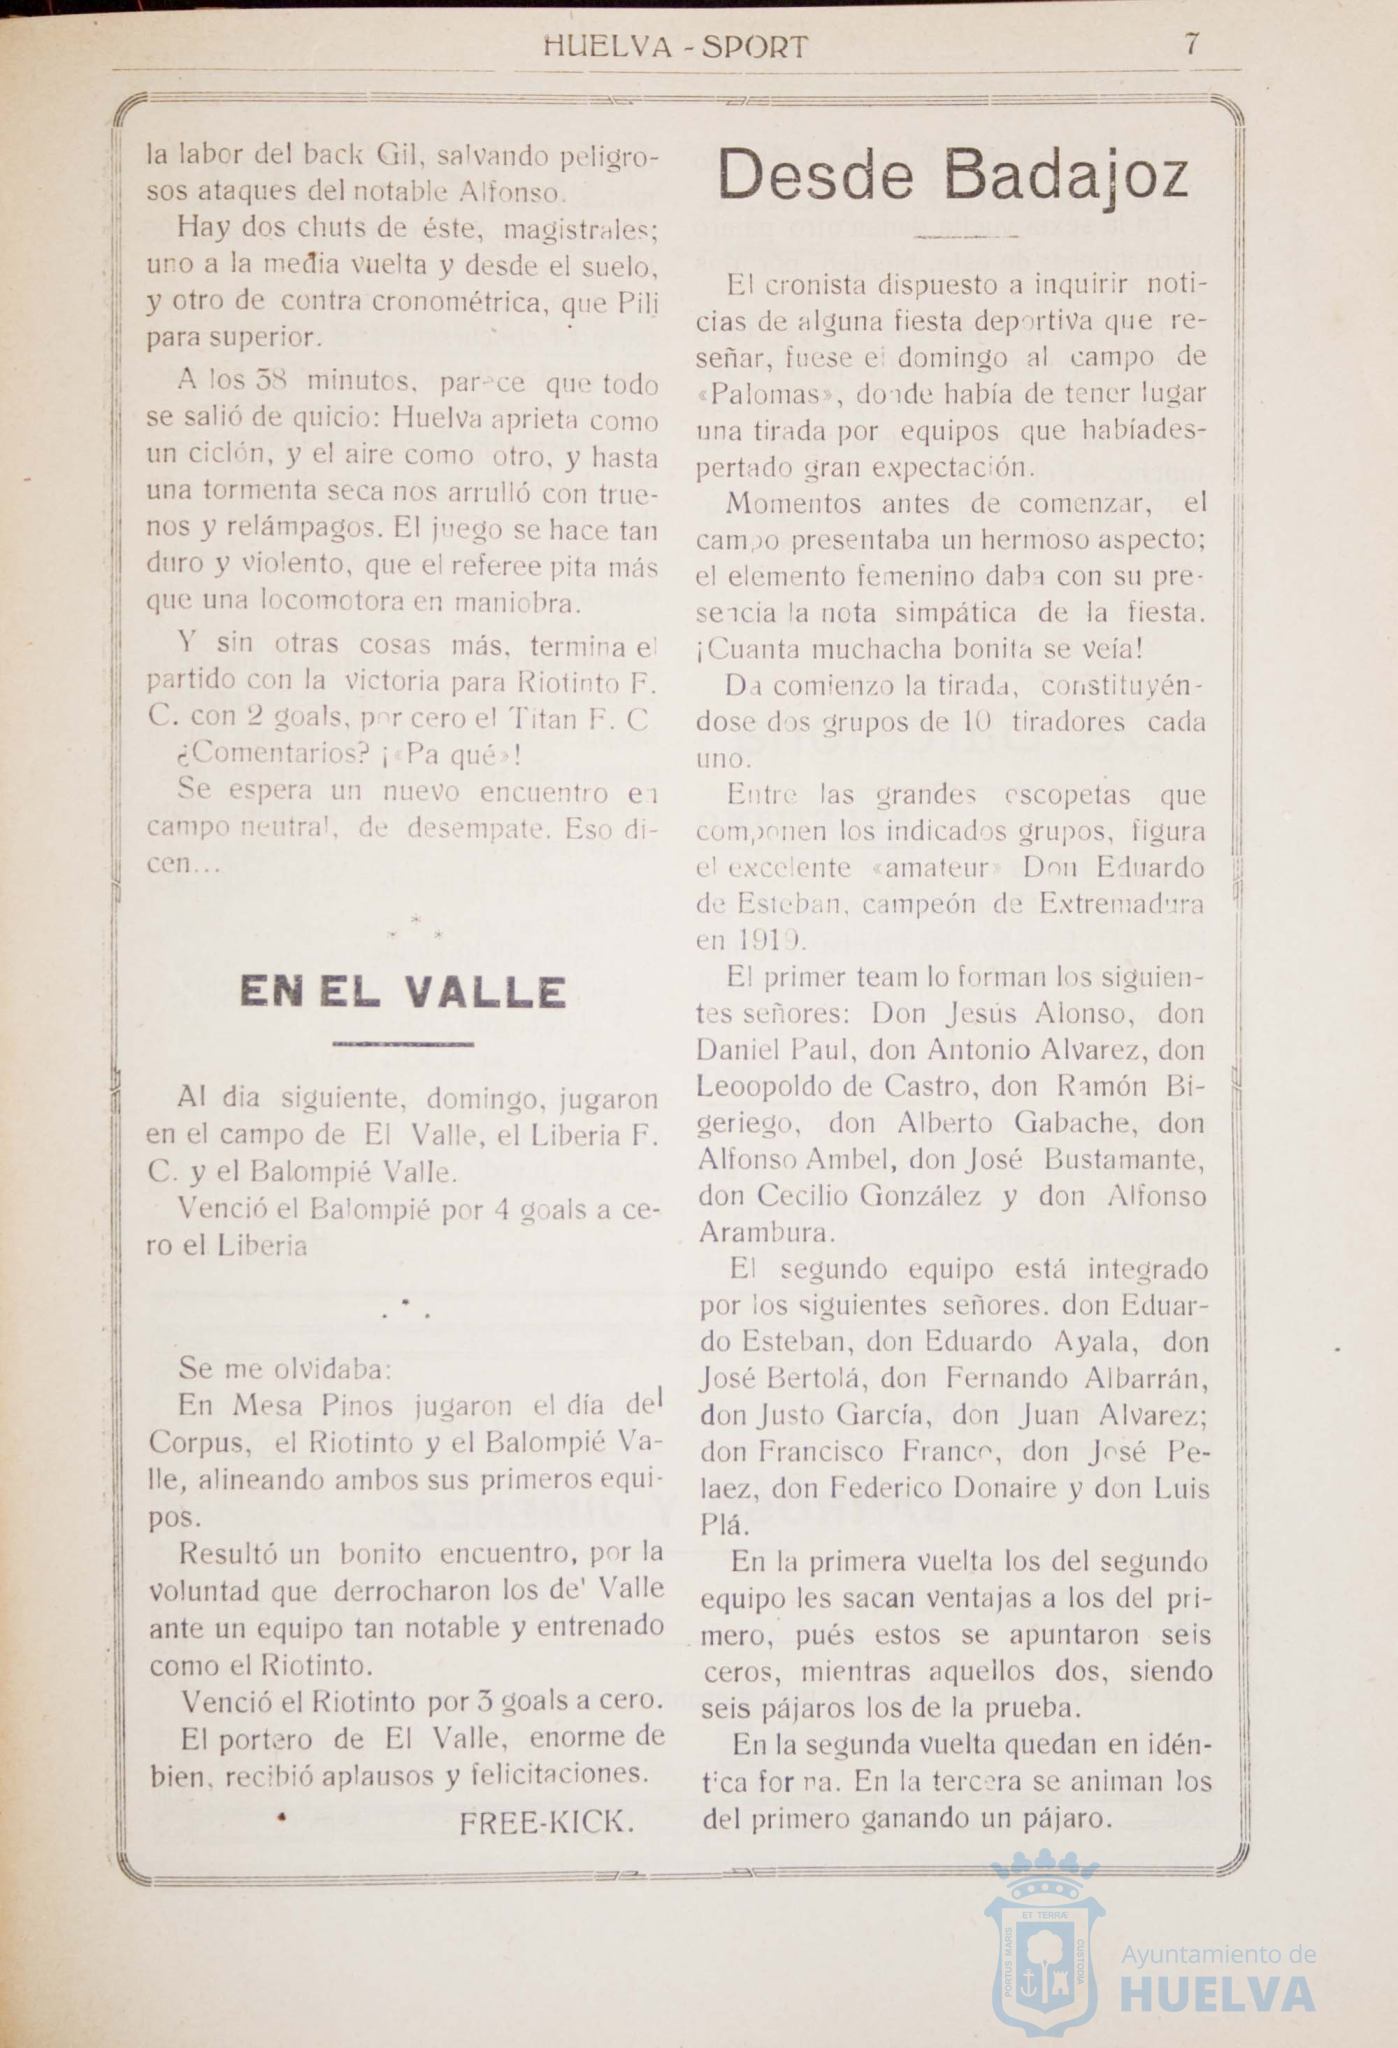 HUELVA - SPORT
7
la labor del back Gil, salvando peligro-
sos ataques del notable Alfonso.
Hay dos chuts de éste, magistrales;
uno a la media vuelta y desde el suelo,
y otro de contra cronométrica, que Pili
para superior.
A los 38 minutos, parece que todo
se salió de quicio: Huelva aprieta como
un ciclón, y el aire como otro, y hasta
una tormenta seca nos arrulló con true-
nos y relámpagos. El juego se hace tan
duro y violento, que el referee pita más
que una locomotora en maniobra.
Y sin otras cosas más, termina el
partido con la victoria para Riotinto F.
C. con 2 goals, por cero el Titan F. C
¿Comentarios? ¡«Pa qué»!
Se espera un nuevo encuentro en
campo neutral, de desempate. Eso di-
cen...
* * *
EN EL VALLE
Al dia siguiente, domingo, jugaron
en el campo de El Valle, el Liberia F.
C. y el Balompié Valle.
Venció el Balompié por 4 goals a ce-
ro el Liberia
Se me olvidaba:
En Mesa Pinos jugaron el día del
Corpus, el Riotinto y el Balompié Va-
lle, alineando ambos sus primeros equi-
pos.
Resultó un bonito encuentro, por la
voluntad que derrocharon los de' Valle
ante un equipo tan notable y entrenado
como el Riotinto.
Venció el Riotinto por 3 goals a cero.
El portero de El Valle, enorme de
bien, recibió aplausos y felicitaciones.
FREE-KICK.
Desde Badajoz
El cronista dispuesto a inquirir noti-
cias de alguna fiesta deportiva que re-
señar, fuese el domingo al campo de
«Palomas», donde había de tener lugar
una tirada por equipos que habíades-
pertado gran expectación.
Momentos antes de comenzar, el
campo presentaba un hermoso aspecto;
el elemento femenino daba con su pre-
sencia la nota simpática de la fiesta.
¡Cuanta muchacha bonita se veía!
Da comienzo la tirada, constituyén-
dose dos grupos de 10 tiradores cada
uno.
Entre las grandes escopetas que
componen los indicados grupos, figura
el excelente «amateur» Don Eduardo
de Esteban, campeón de Extremadura
en 1919.
El primer team lo forman los siguien-
tes señores: Don Jesús Alonso, don
Daniel Paul, don Antonio Alvarez, don
Leoopoldo de Castro, don Ramón Bi-
geriego, don Alberto Gabache, don
Alfonso Ambel, don José Bustamante,
don Cecilio González y don Alfonso
Arambura.
El segundo equipo está integrado
por los siguientes señores. don Eduar-
do Esteban, don Eduardo Ayala, don
José Bertolá, don Fernando Albarrán,
don Justo García, don Juan Alvarez;
don Francisco Franco, don José Pe-
laez, don Federico Donaire y don Luis
Plá.
En la primera vuelta los del segundo
equipo les sacan ventajas a los del pri-
mero, pués estos se apuntaron seis
ceros, mientras aquellos dos, siendo
seis pájaros los de la prueba.
En la segunda vuelta quedan en idén-
tica forma. En la tercera se animan los
del primero ganando un pájaro.
ET TERRÆ
PORTUS MARIS
CUSTODIA
Ayuntamiento de
HUELVA